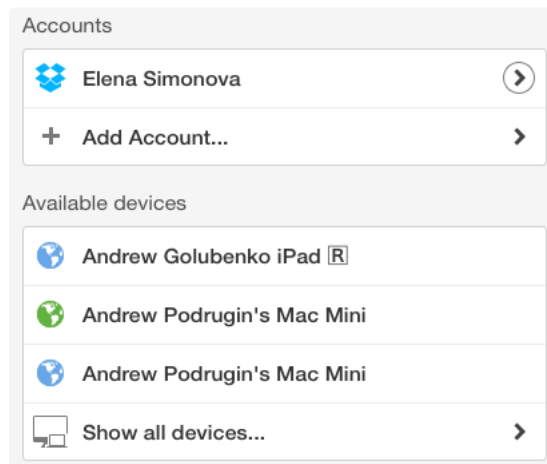 Accounts
Elena Simonova
Add Account...
Available devices
Andrew Golubenko iPad 🅁
Andrew Podrugin's Mac Mini
Andrew Podrugin's Mac Mini
Show all devices...